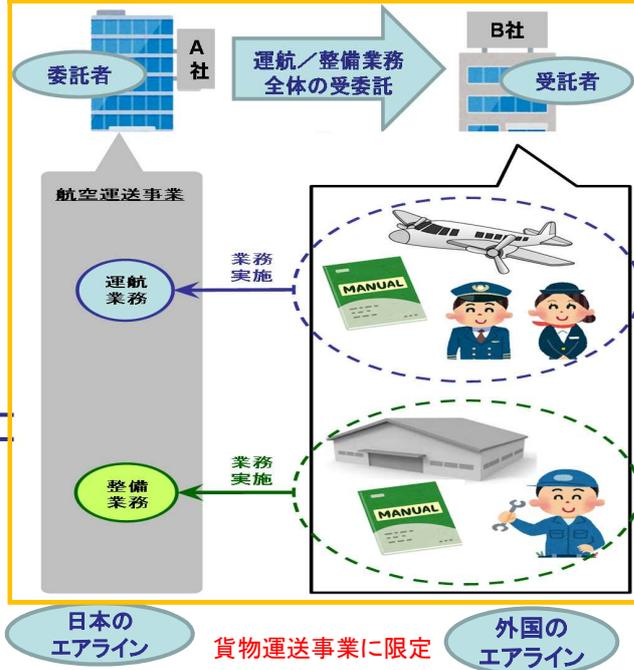 委託者
A
社
運航／整備業務
全体の受委託
B社
受託者
航空運送事業
運航
業務
業務
実施
MANUAL
整備
業務
業務
実施
MANUAL
日本の
エアライン
貨物運送事業に限定
外国の
エアライン